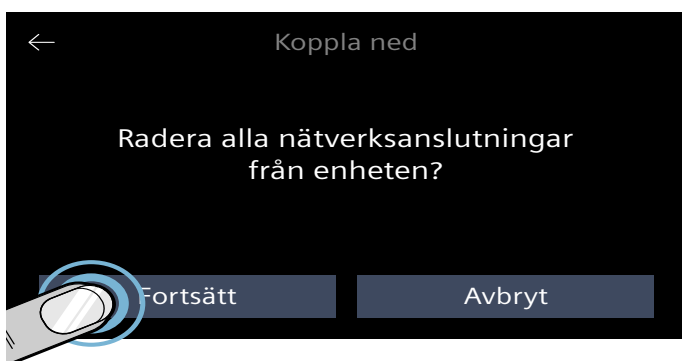 Koppla ned
Radera alla nätverksanslutningar
från enheten?
Fortsätt
Avbryt